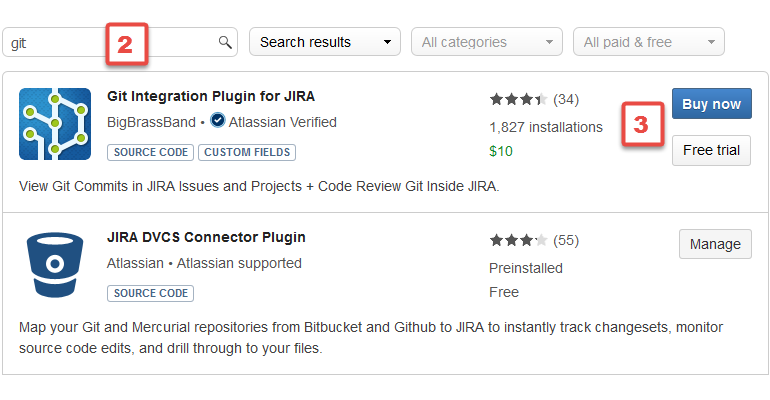 git
2
Search results
All categories
All paid & free
Git Integration Plugin for JIRA
(34)
Buy now
BigBrassBand • Atlassian Verified
1,827 installations
3
SOURCE CODE
CUSTOM FIELDS
$10
Free trial
View Git Commits in JIRA Issues and Projects + Code Review Git Inside JIRA.
JIRA DVCS Connector Plugin
(55)
Manage
Atlassian • Atlassian supported
Preinstalled
SOURCE CODE
Free
Map your Git and Mercurial repositories from Bitbucket and Github to JIRA to instantly track changesets, monitor
source code edits, and drill through to your files.